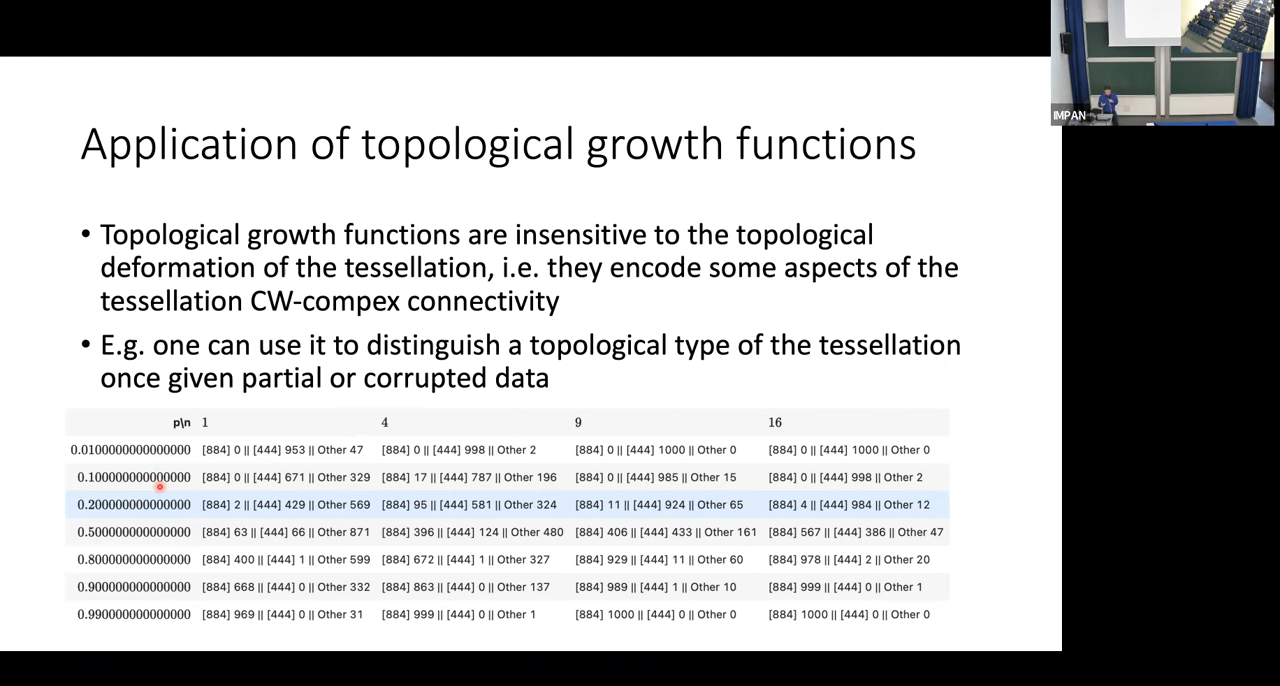 Application of topological growth functions
• Topological growth functions are insensitive to the topological
deformation of the tessellation, i.e. they encode some aspects of the
tessellation CW-compex connectivity
• E.g. one can use it to distinguish a topological type of the tessellation
once given partial or corrupted data
p\n 1 4 9 16
0.0100000000000000 [884] 0 || [444] 953 || Other 47 [884] 0 || [444] 998 || Other 2 [884] 0 || [444] 1000 || Other 0 [884] 0 || [444] 1000 || Other 0
0.100000000000000 [884] 0 || [444] 671 || Other 329 [884] 17 || [444] 787 || Other 196 [884] 0 || [444] 985 || Other 15 [884] 0 || [444] 998 || Other 2
0.200000000000000 [884] 2 || [444] 429 || Other 569 [884] 95 || [444] 581 || Other 324 [884] 11 || [444] 924 || Other 65 [884] 4 || [444] 984 || Other 12
0.500000000000000 [884] 63 || [444] 66 || Other 871 [884] 396 || [444] 124 || Other 480 [884] 406 || [444] 433 || Other 161 [884] 567 || [444] 386 || Other 47
0.800000000000000 [884] 400 || [444] 1 || Other 599 [884] 672 || [444] 1 || Other 327 [884] 929 || [444] 11 || Other 60 [884] 978 || [444] 2 || Other 20
0.900000000000000 [884] 668 || [444] 0 || Other 332 [884] 863 || [444] 0 || Other 137 [884] 989 || [444] 1 || Other 10 [884] 999 || [444] 0 || Other 1
0.990000000000000 [884] 969 || [444] 0 || Other 31 [884] 999 || [444] 0 || Other 1 [884] 1000 || [444] 0 || Other 0 [884] 1000 || [444] 0 || Other 0
IMPAN